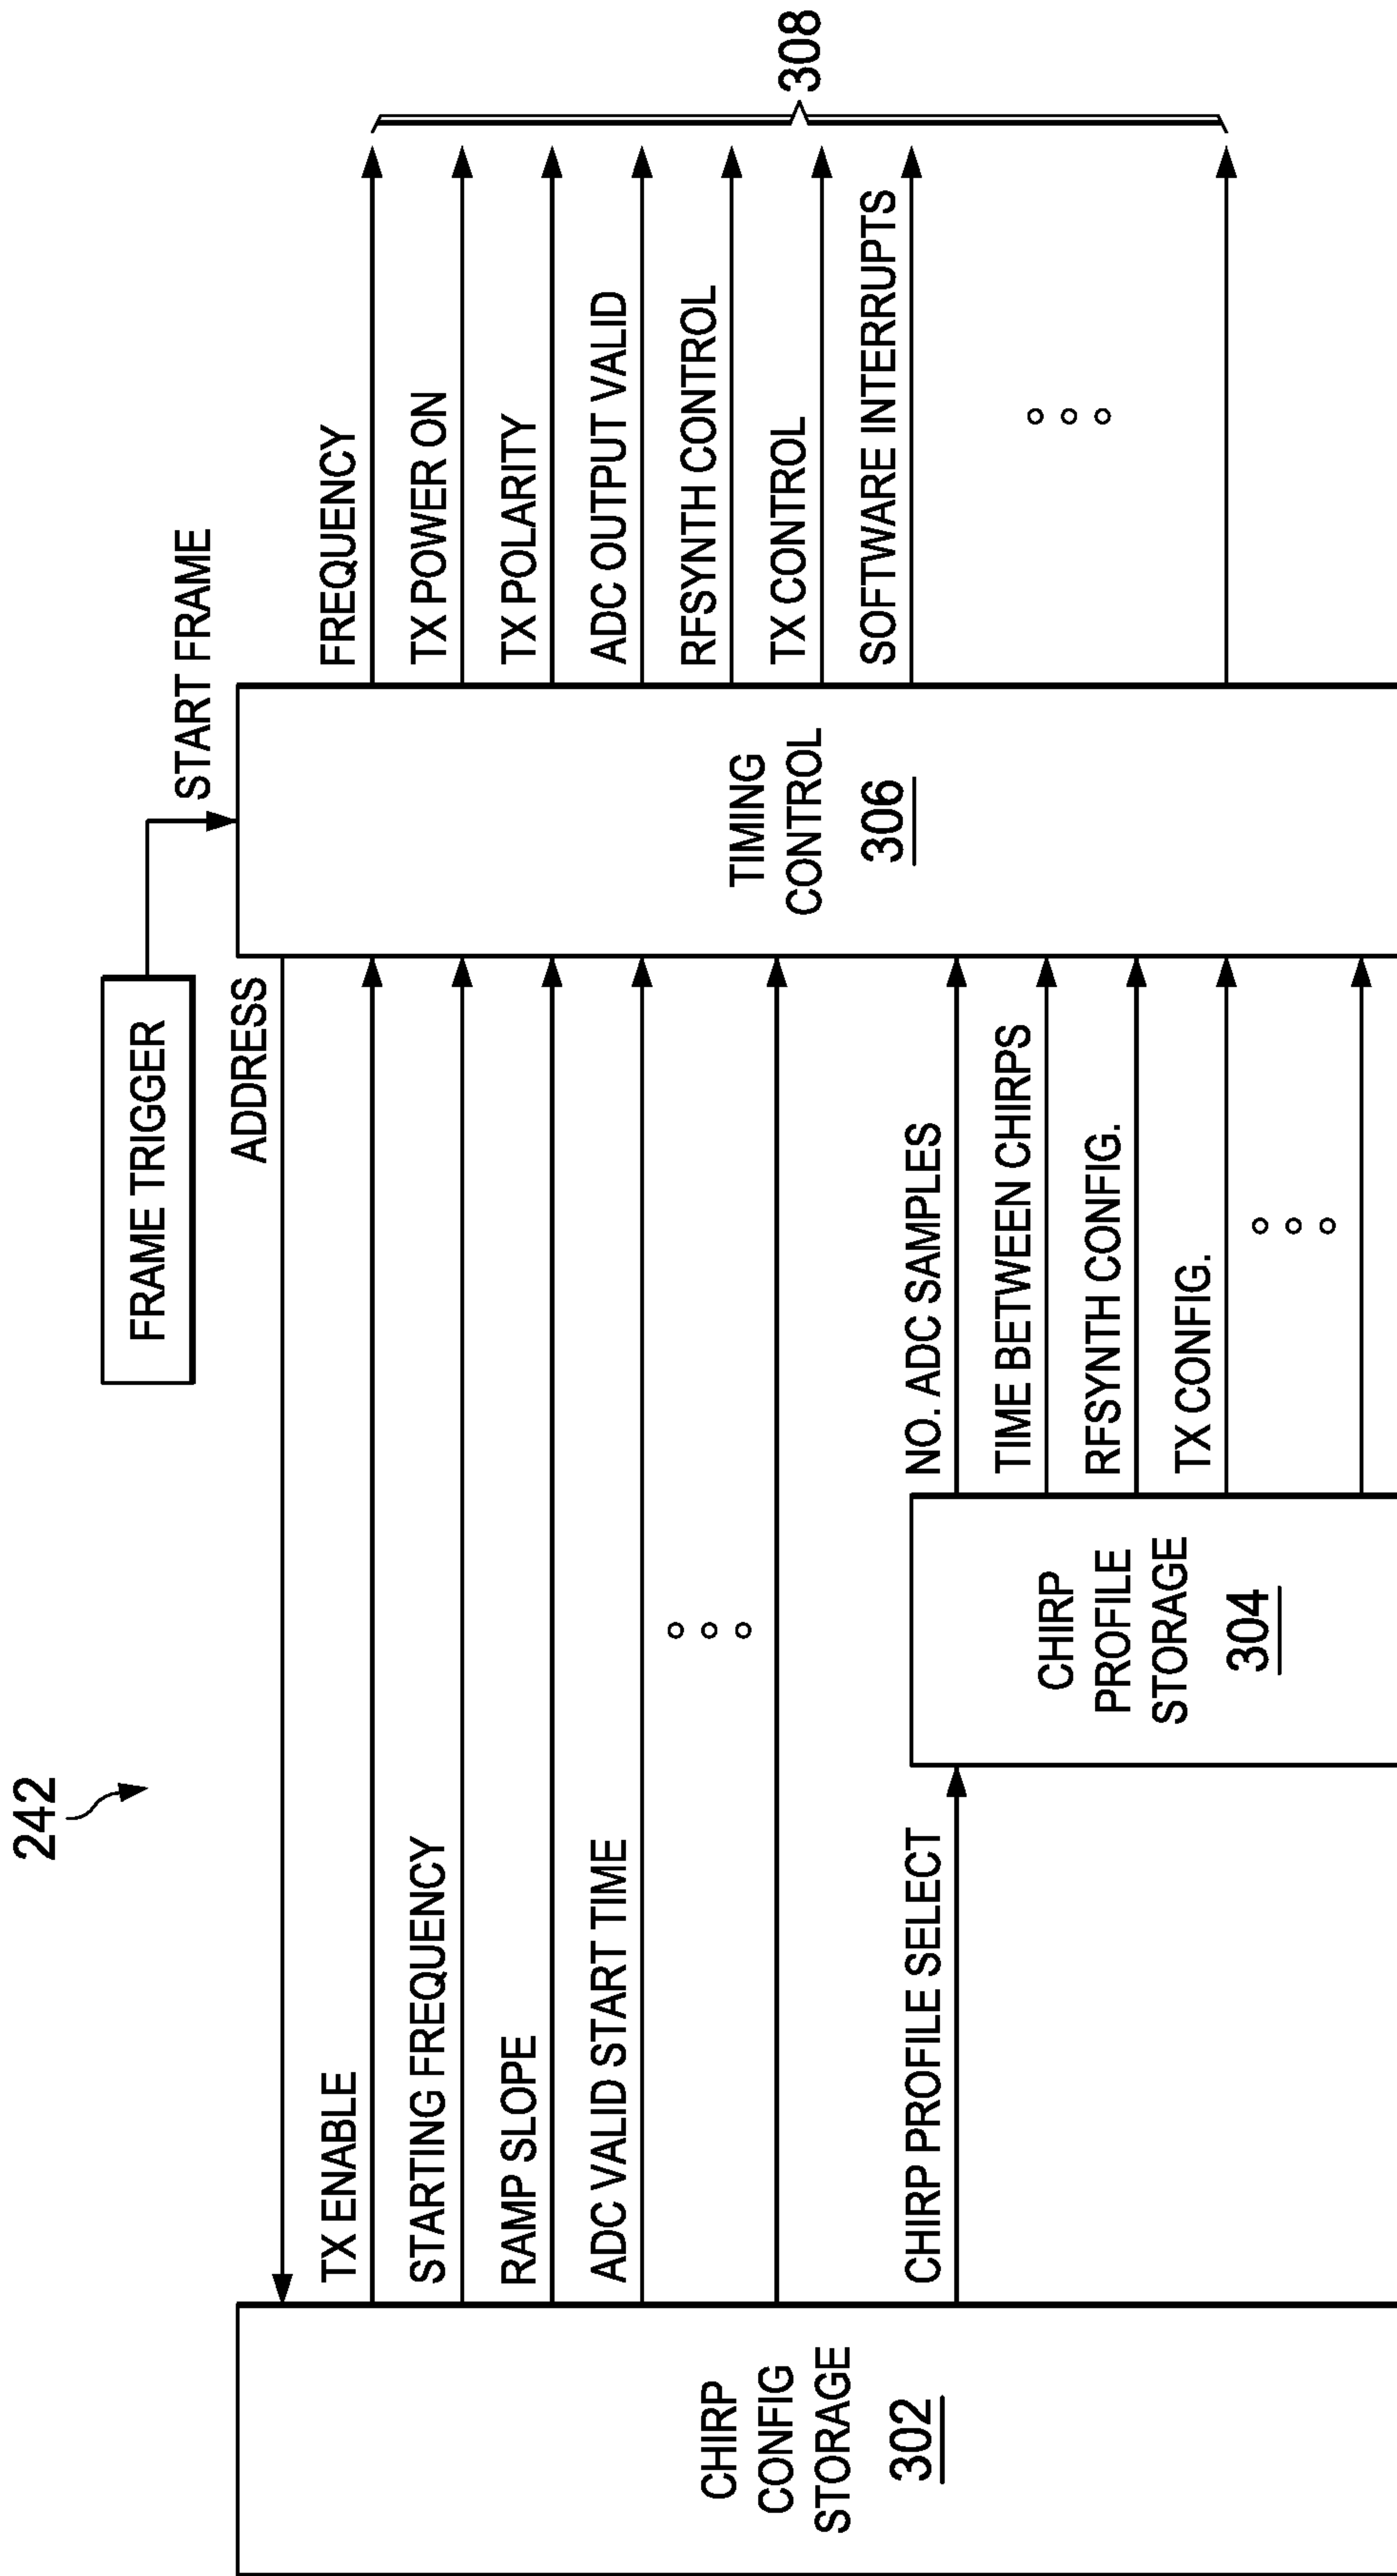 242
FRAME TRIGGER
START FRAME
ADDRESS
TX ENABLE
STARTING FREQUENCY
RAMP SLOPE
ADC VALID START TIME
CHIRP PROFILE SELECT
CHIRP
CONFIG
STORAGE
302
CHIRP
PROFILE
STORAGE
304
NO. ADC SAMPLES
TIME BETWEEN CHIRPS
RFSYNTH CONFIG.
TX CONFIG.
TIMING
CONTROL
306
FREQUENCY
TX POWER ON
TX POLARITY
ADC OUTPUT VALID
RFSYNTH CONTROL
TX CONTROL
SOFTWARE INTERRUPTS
308